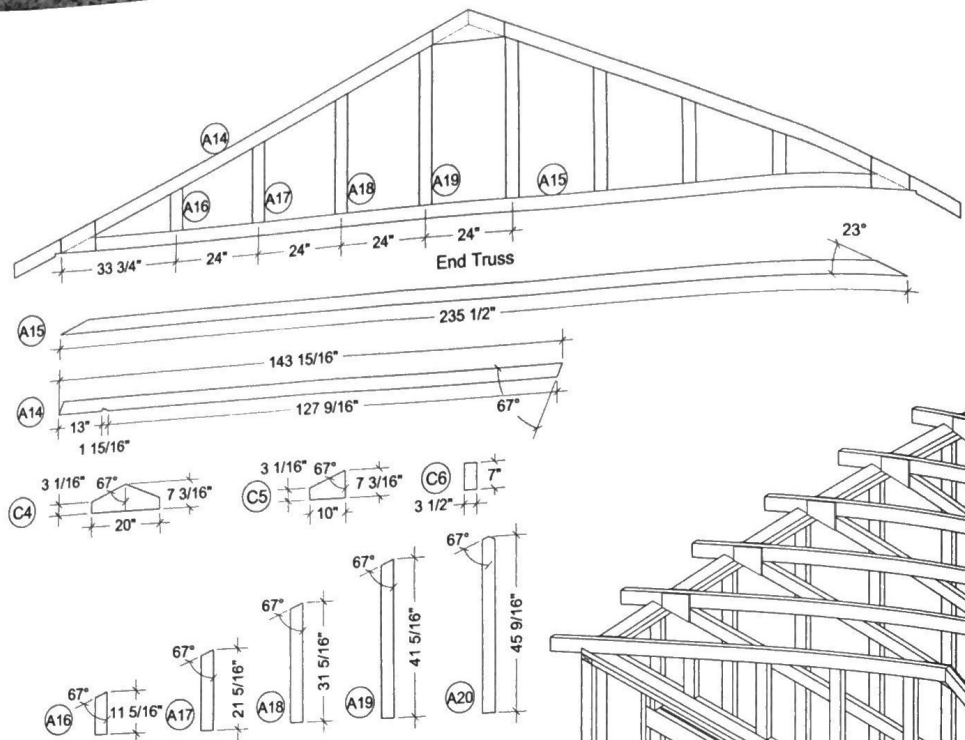 A14
A16
A17
A18
A19
A15
33 3/4"
24"
24"
24"
24"
End Truss
23°
A15
235 1/2"
143 15/16"
A14
13"
1 15/16"
127 9/16"
67°
C4
3 1/16"
67°
7 3/16"
20"
C5
3 1/16"
67°
7 3/16"
10"
C6
7"
3 1/2"
A16
67°
11 5/16"
A17
67°
21 5/16"
A18
67°
31 5/16"
A19
67°
41 5/16"
A20
67°
45 9/16"